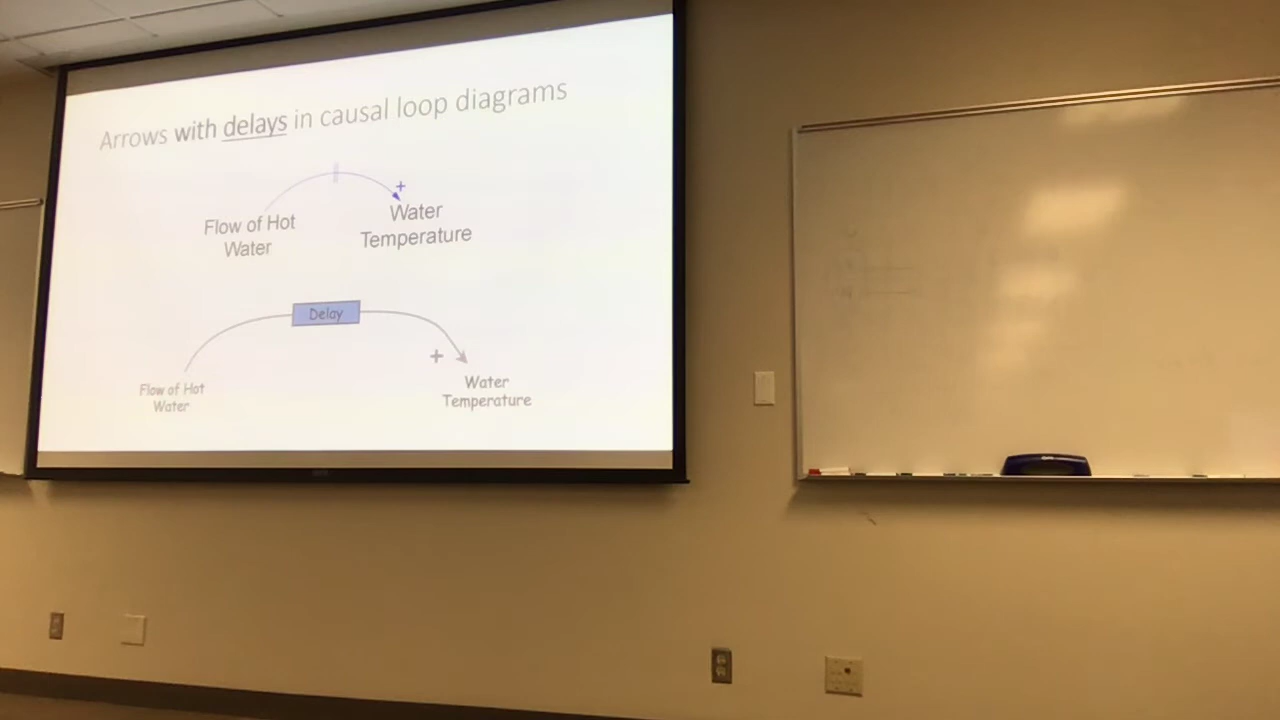 Arrows with delays in causal loop diagrams
+
Flow of Hot
Water
Water
Temperature
Delay
+
Flow of Hot
Water
Water
Temperature